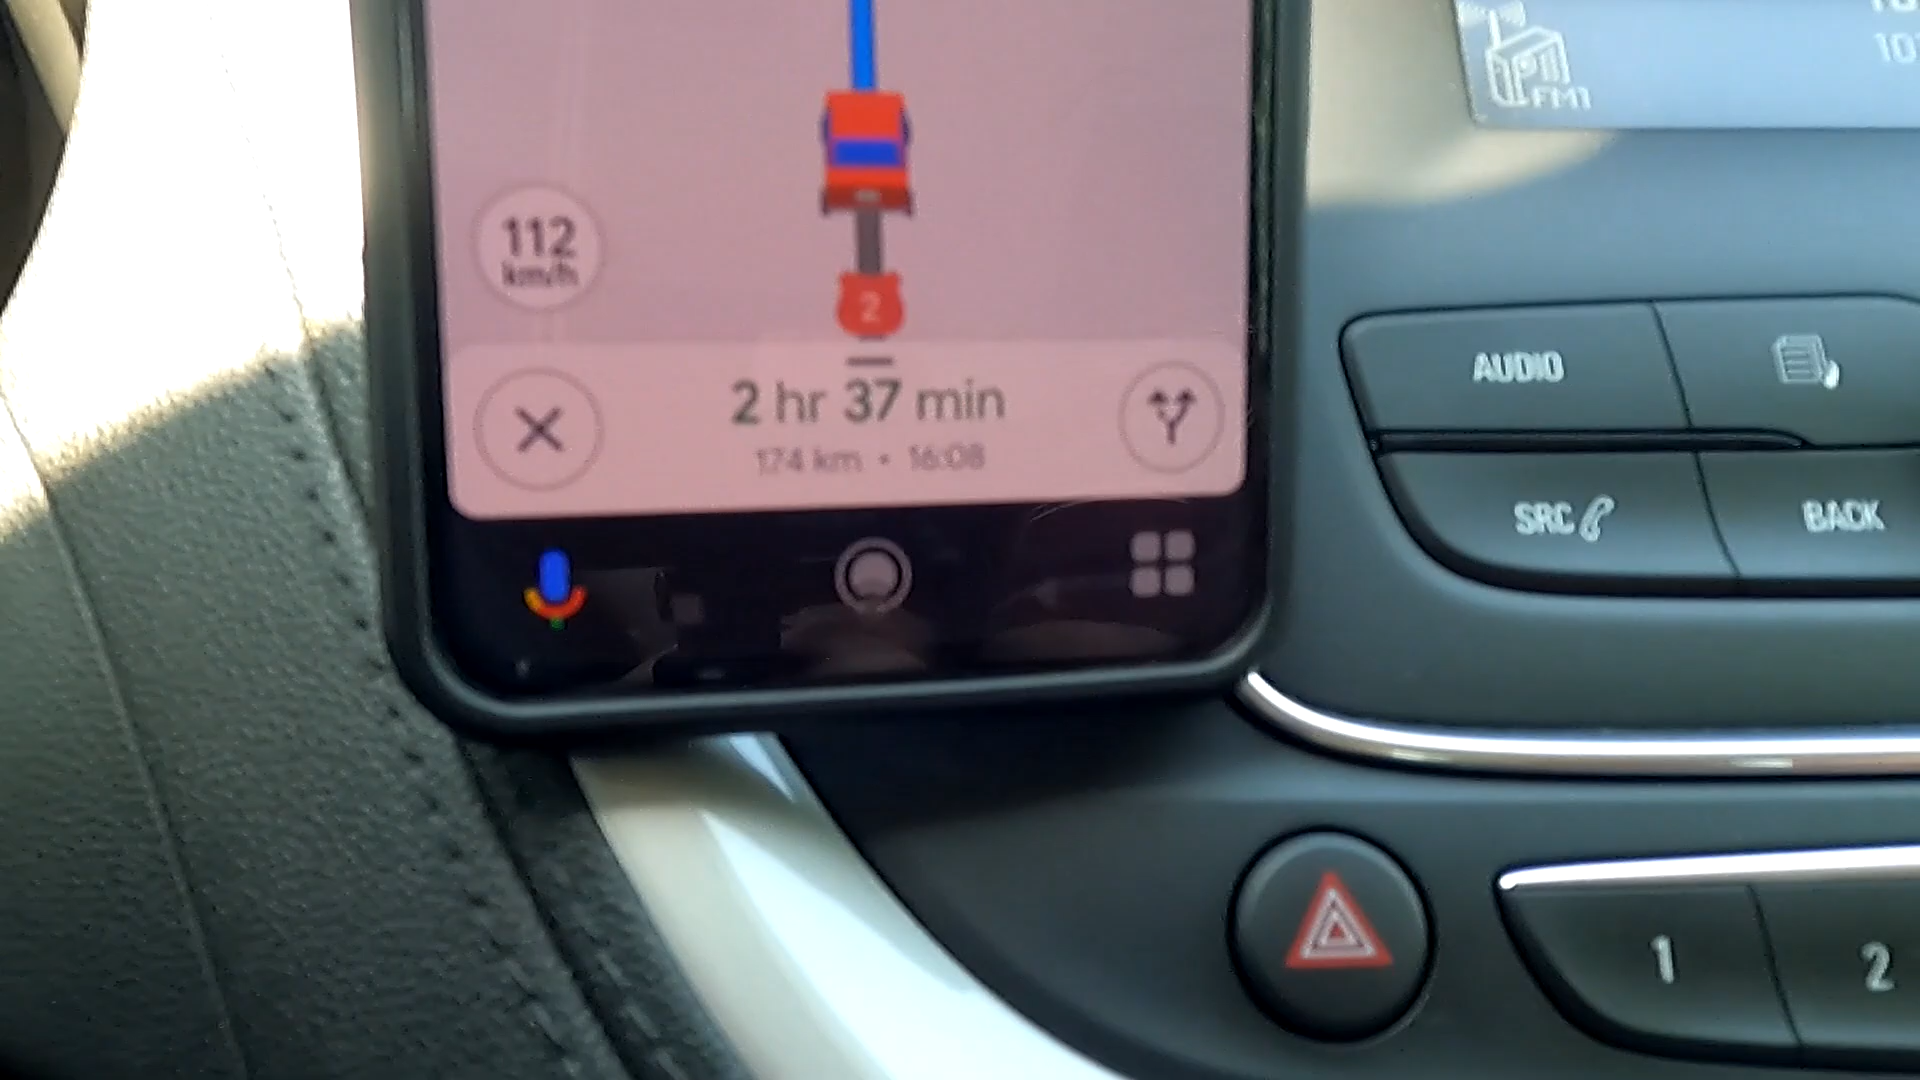 112
km/h
2
2 hr 37 min
174 km • 16:08
FM1
AUDIO
SRC
BACK
1
2